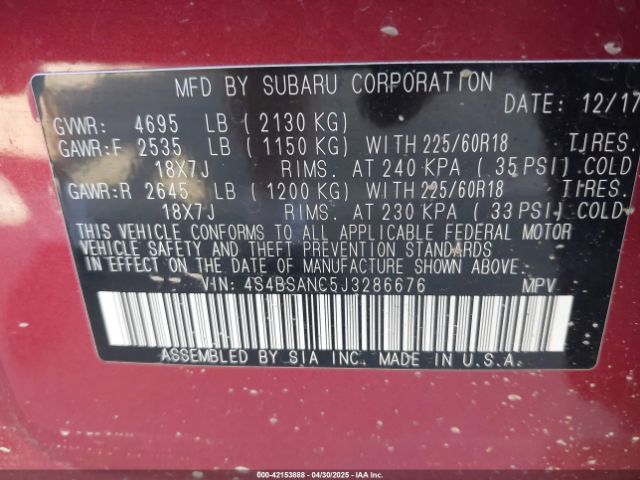 MFD BY SUBARU CORPORATION
DATE: 12/17
GVWR: 4695 LB (2130 KG)
GAWR:F 2535 LB (1150 KG) WITH 225/60R18 TIRES.
18X7J RIMS. AT 240 KPA (35 PSI) COLD
GAWR:R 2645 LB (1200 KG) WITH 225/60R18 TIRES.
18X7J RIMS. AT 230 KPA (33 PSI) COLD
THIS VEHICLE CONFORMS TO ALL APPLICABLE FEDERAL MOTOR
VEHICLE SAFETY AND THEFT PREVENTION STANDARDS
IN EFFECT ON THE DATE OF MANUFACTURE SHOWN ABOVE.
VIN: 4S4BSANC5J3286676 MPV
ASSEMBLED BY SIA INC. MADE IN U.S.A.
000-42153888 - 04/30/2025 - IAAI.COM